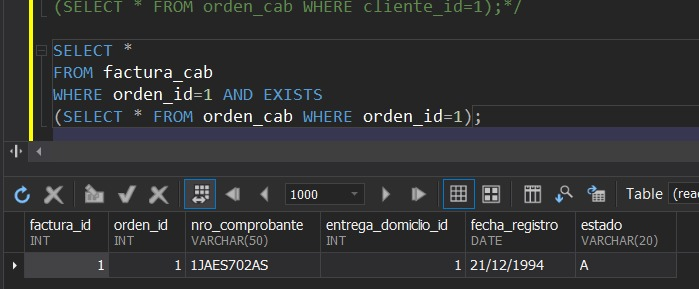 (SELECT * FROM orden_cab WHERE cliente_id=1);*/
SELECT *
FROM factura_cab
WHERE orden_id=1 AND EXISTS
(SELECT * FROM orden_cab WHERE orden_id=1);
1000
Table (rea
factura_id orden_id nro_comprobante entrega_domiclio_id fecha_registro estado
INT INT VARCHAR(50) INT DATE VARCHAR(20)
1 1 1JAES702AS 1 21/12/1994 A